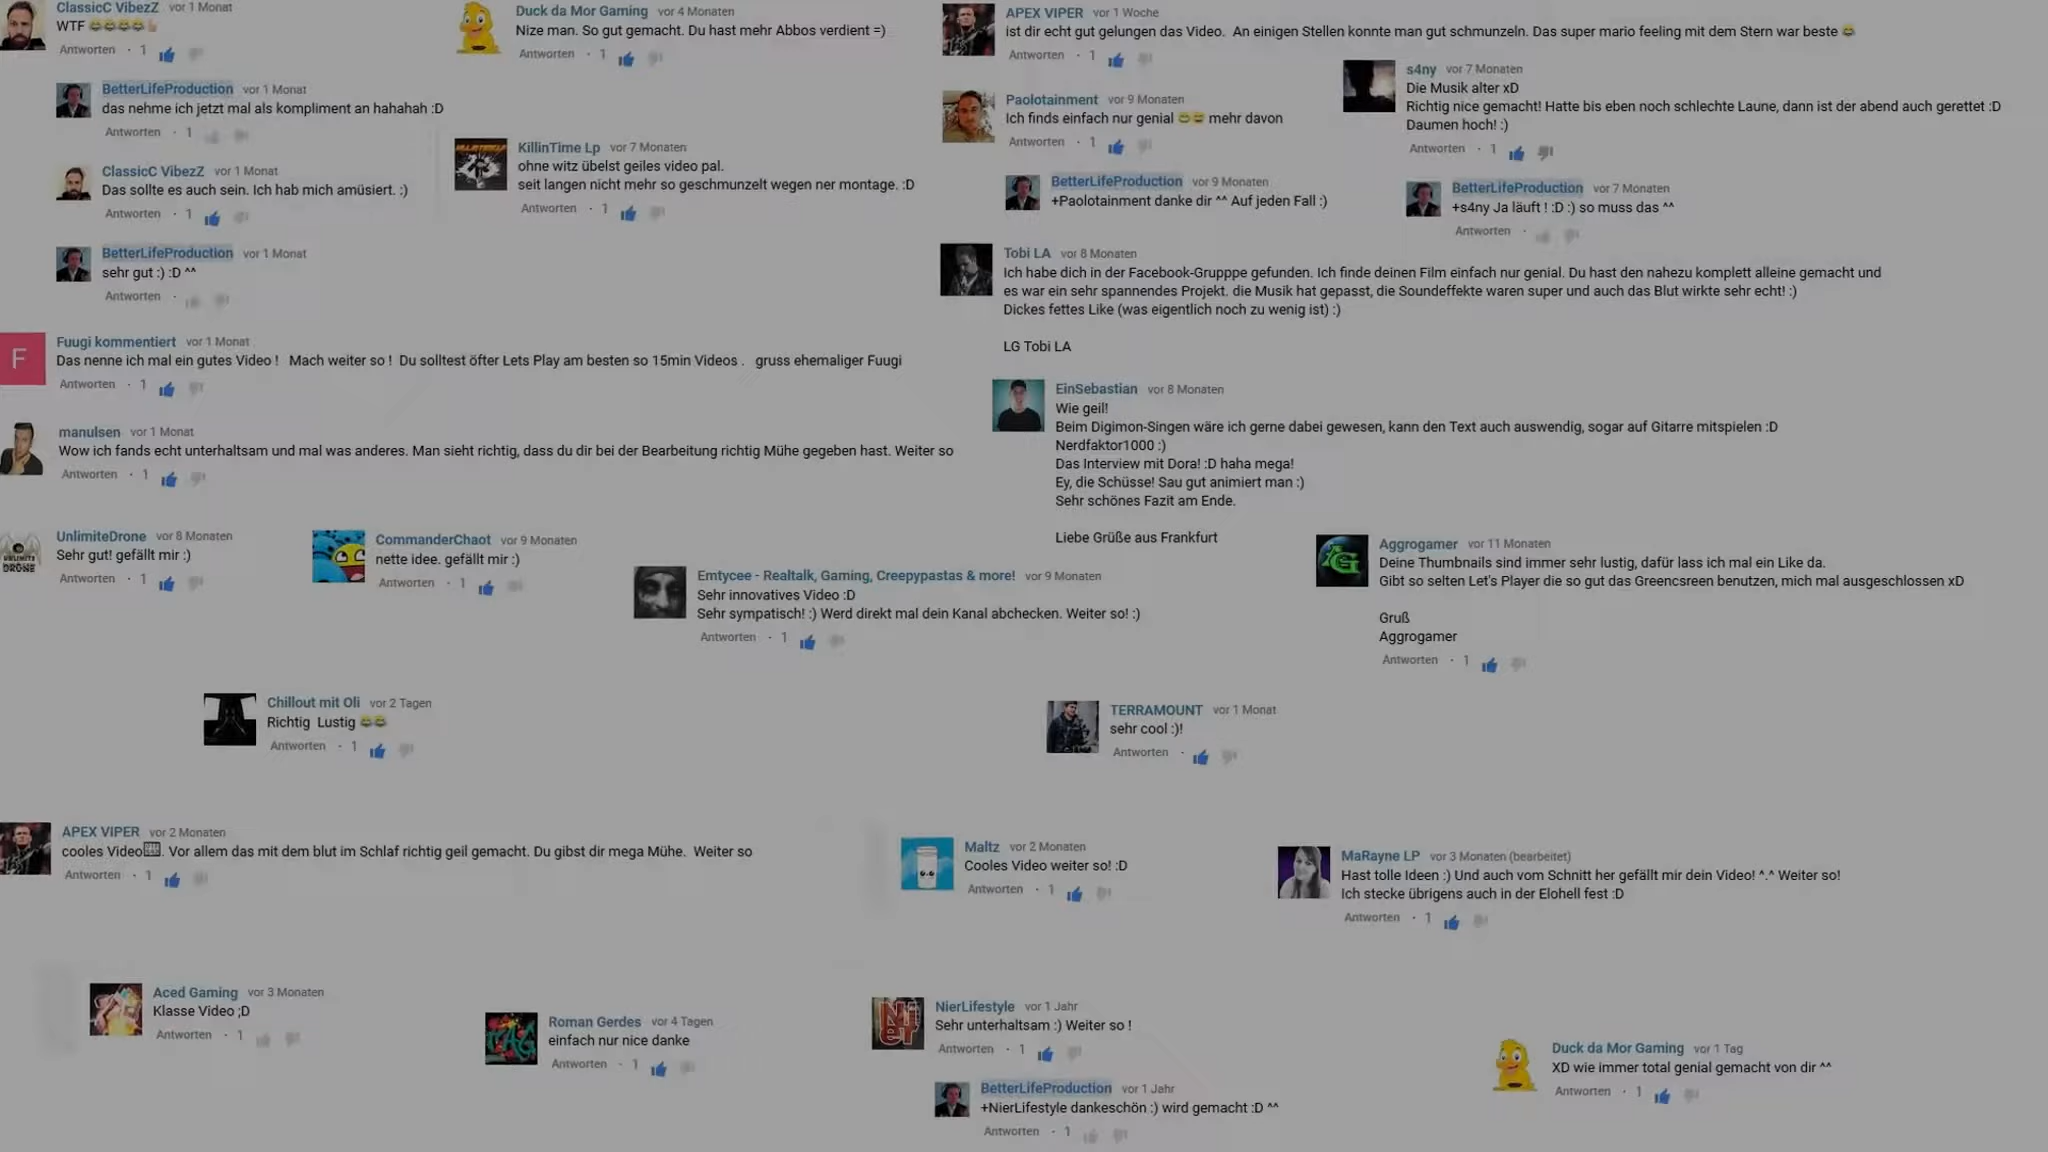 ClassicC VibezZ vor 1 Monat
WTF 😂😂😂😂👆
Antworten · 1
BetterLifeProduction vor 1 Monat
das nehme ich jetzt mal als kompliment an hahahah :D
Antworten · 1
ClassicC VibezZ vor 1 Monat
Das sollte es auch sein. Ich hab mich amüsiert. :)
Antworten · 1
BetterLifeProduction vor 1 Monat
sehr gut :) :D ^^
Antworten ·
Duck da Mor Gaming vor 4 Monaten
Nize man. So gut gemacht. Du hast mehr Abbos verdient =)
Antworten · 1
KillinTime Lp vor 7 Monaten
ohne witz übelst geiles video pal.
seit langen nicht mehr so geschmunzelt wegen ner montage. :D
Antworten · 1
APEX VIPER vor 1 Woche
ist dir echt gut gelungen das Video. An einigen Stellen konnte man gut schmunzeln. Das super mario feeling mit dem Stern war beste 😂
Antworten · 1
Paolotainment vor 9 Monaten
Ich finds einfach nur genial 😂😄 mehr davon
Antworten · 1
BetterLifeProduction vor 9 Monaten
+Paolotainment danke dir ^^ Auf jeden Fall :)
s4ny vor 7 Monaten
Die Musik alter xD
Richtig nice gemacht! Hatte bis eben noch schlechte Laune, dann ist der abend auch gerettet :D
Daumen hoch! :)
Antworten · 1
BetterLifeProduction vor 7 Monaten
+s4ny Ja läuft ! :D :) so muss das ^^
Antworten ·
Tobi LA vor 8 Monaten
Ich habe dich in der Facebook-Grupppe gefunden. Ich finde deinen Film einfach nur genial. Du hast den nahezu komplett alleine gemacht und
es war ein sehr spannendes Projekt. die Musik hat gepasst, die Soundeffekte waren super und auch das Blut wirkte sehr echt! :)
Dickes fettes Like (was eigentlich noch zu wenig ist) :)
LG Tobi LA
F
Fuugi kommentiert vor 1 Monat
Das nenne ich mal ein gutes Video ! Mach weiter so ! Du solltest öfter Lets Play am besten so 15min Videos . gruss ehemaliger Fuugi
Antworten · 1
manulsen vor 1 Monat
Wow ich fands echt unterhaltsam und mal was anderes. Man sieht richtig, dass du dir bei der Bearbeitung richtig Mühe gegeben hast. Weiter so
Antworten · 1
EinSebastian vor 8 Monaten
Wie geil!
Beim Digimon-Singen wäre ich gerne dabei gewesen, kann den Text auch auswendig, sogar auf Gitarre mitspielen :D
Nerdfaktor1000 :)
Das Interview mit Dora! :D haha mega!
Ey, die Schüsse! Sau gut animiert man :)
Sehr schönes Fazit am Ende.
Liebe Grüße aus Frankfurt
UNLIMITE
DRONE
UnlimiteDrone vor 8 Monaten
Sehr gut! gefällt mir :)
Antworten · 1
CommanderChaot vor 9 Monaten
nette idee. gefällt mir :)
Antworten · 1
Emtycee - Realtalk, Gaming, Creepypastas & more! vor 9 Monaten
Sehr innovatives Video :D
Sehr sympatisch! :) Werd direkt mal dein Kanal abchecken. Weiter so! :)
Antworten · 1
AG
Aggrogamer vor 11 Monaten
Deine Thumbnails sind immer sehr lustig, dafür lass ich mal ein Like da.
Gibt so selten Let's Player die so gut das Greencsreen benutzen, mich mal ausgeschlossen xD
Gruß
Aggrogamer
Antworten · 1
Chillout mit Oli vor 2 Tagen
Richtig Lustig 😂😂
Antworten · 1
TERRAMOUNT vor 1 Monat
sehr cool :)!
Antworten ·
APEX VIPER vor 2 Monaten
cooles Video. Vor allem das mit dem blut im Schlaf richtig geil gemacht. Du gibst dir mega Mühe. Weiter so
Antworten · 1
Maltz vor 2 Monaten
Cooles Video weiter so! :D
Antworten · 1
MaRayne LP vor 3 Monaten (bearbeitet)
Hast tolle Ideen :) Und auch vom Schnitt her gefällt mir dein Video! ^.^ Weiter so!
Ich stecke übrigens auch in der Elohell fest :D
Antworten · 1
Aced Gaming vor 3 Monaten
Klasse Video ;D
Antworten · 1
Roman Gerdes vor 4 Tagen
einfach nur nice danke
Antworten · 1
NierLifestyle vor 1 Jahr
Sehr unterhaltsam :) Weiter so !
Antworten · 1
BetterLifeProduction vor 1 Jahr
+NierLifestyle dankeschön :) wird gemacht :D ^^
Antworten · 1
Duck da Mor Gaming vor 1 Tag
XD wie immer total genial gemacht von dir ^^
Antworten · 1